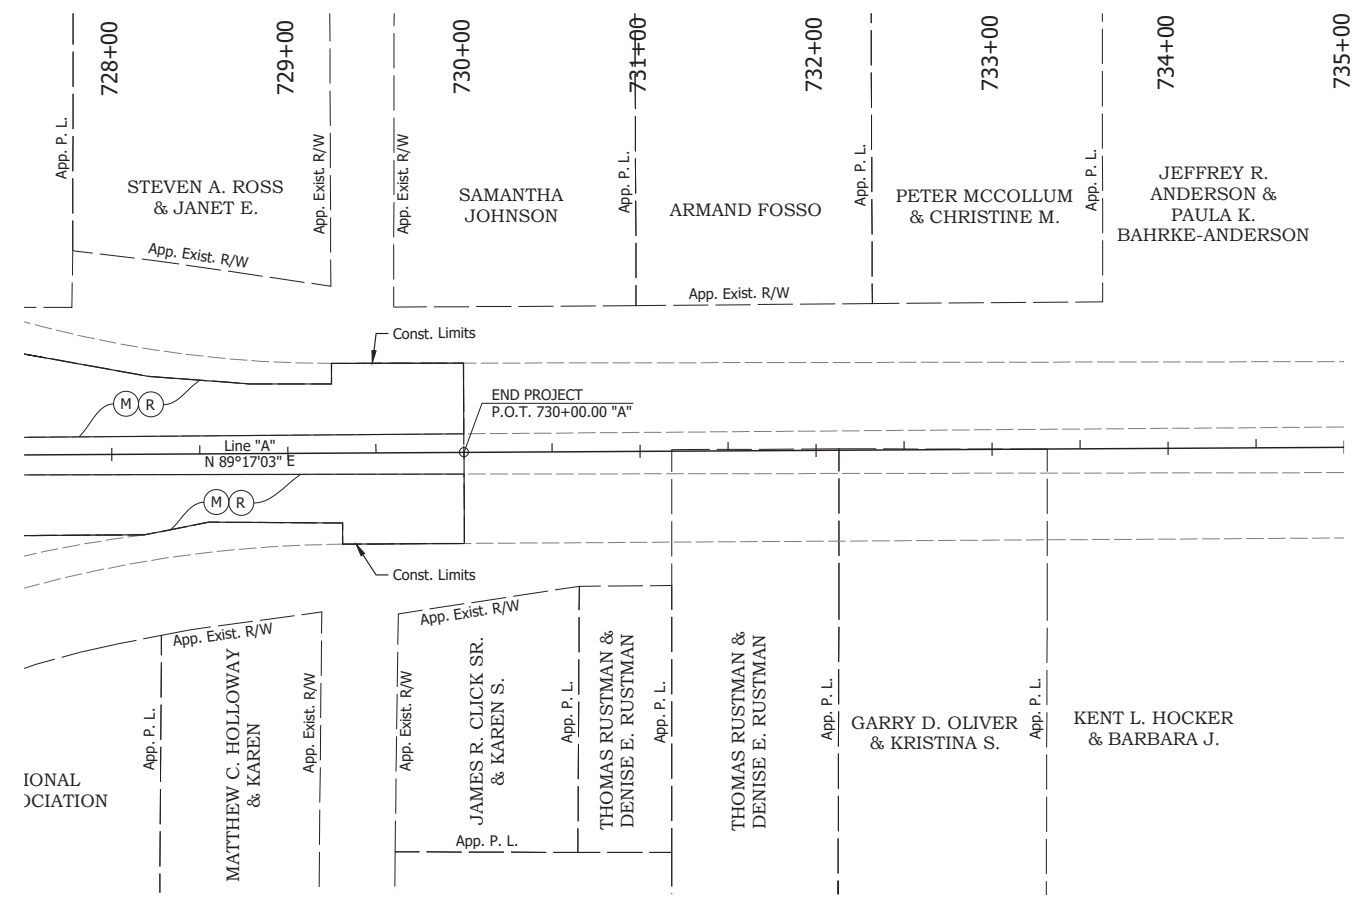 728+00
729+00
730+00
731+00
732+00
733+00
734+00
735+00
App. P. L.
STEVEN A. ROSS
& JANET E.
App. Exist. R/W
App. Exist. R/W
App. Exist. R/W
SAMANTHA
JOHNSON
App. P. L.
ARMAND FOSSO
App. Exist. R/W
App. P. L.
PETER MCCOLLUM
& CHRISTINE M.
App. P. L.
JEFFREY R.
ANDERSON &
PAULA K.
BAHRKE-ANDERSON
Const. Limits
M R
END PROJECT
P.O.T. 730+00.00 "A"
Line "A"
N 89°17'03" E
M R
Const. Limits
IONAL
OCIATION
App. P. L.
App. Exist. R/W
MATTHEW C. HOLLOWAY
& KAREN
App. Exist. R/W
App. Exist. R/W
App. Exist. R/W
JAMES R. CLICK SR.
& KAREN S.
App. P. L.
App. P. L.
THOMAS RUSTMAN &
DENISE E. RUSTMAN
App. P. L.
THOMAS RUSTMAN &
DENISE E. RUSTMAN
App. P. L.
GARRY D. OLIVER
& KRISTINA S.
App. P. L.
KENT L. HOCKER
& BARBARA J.